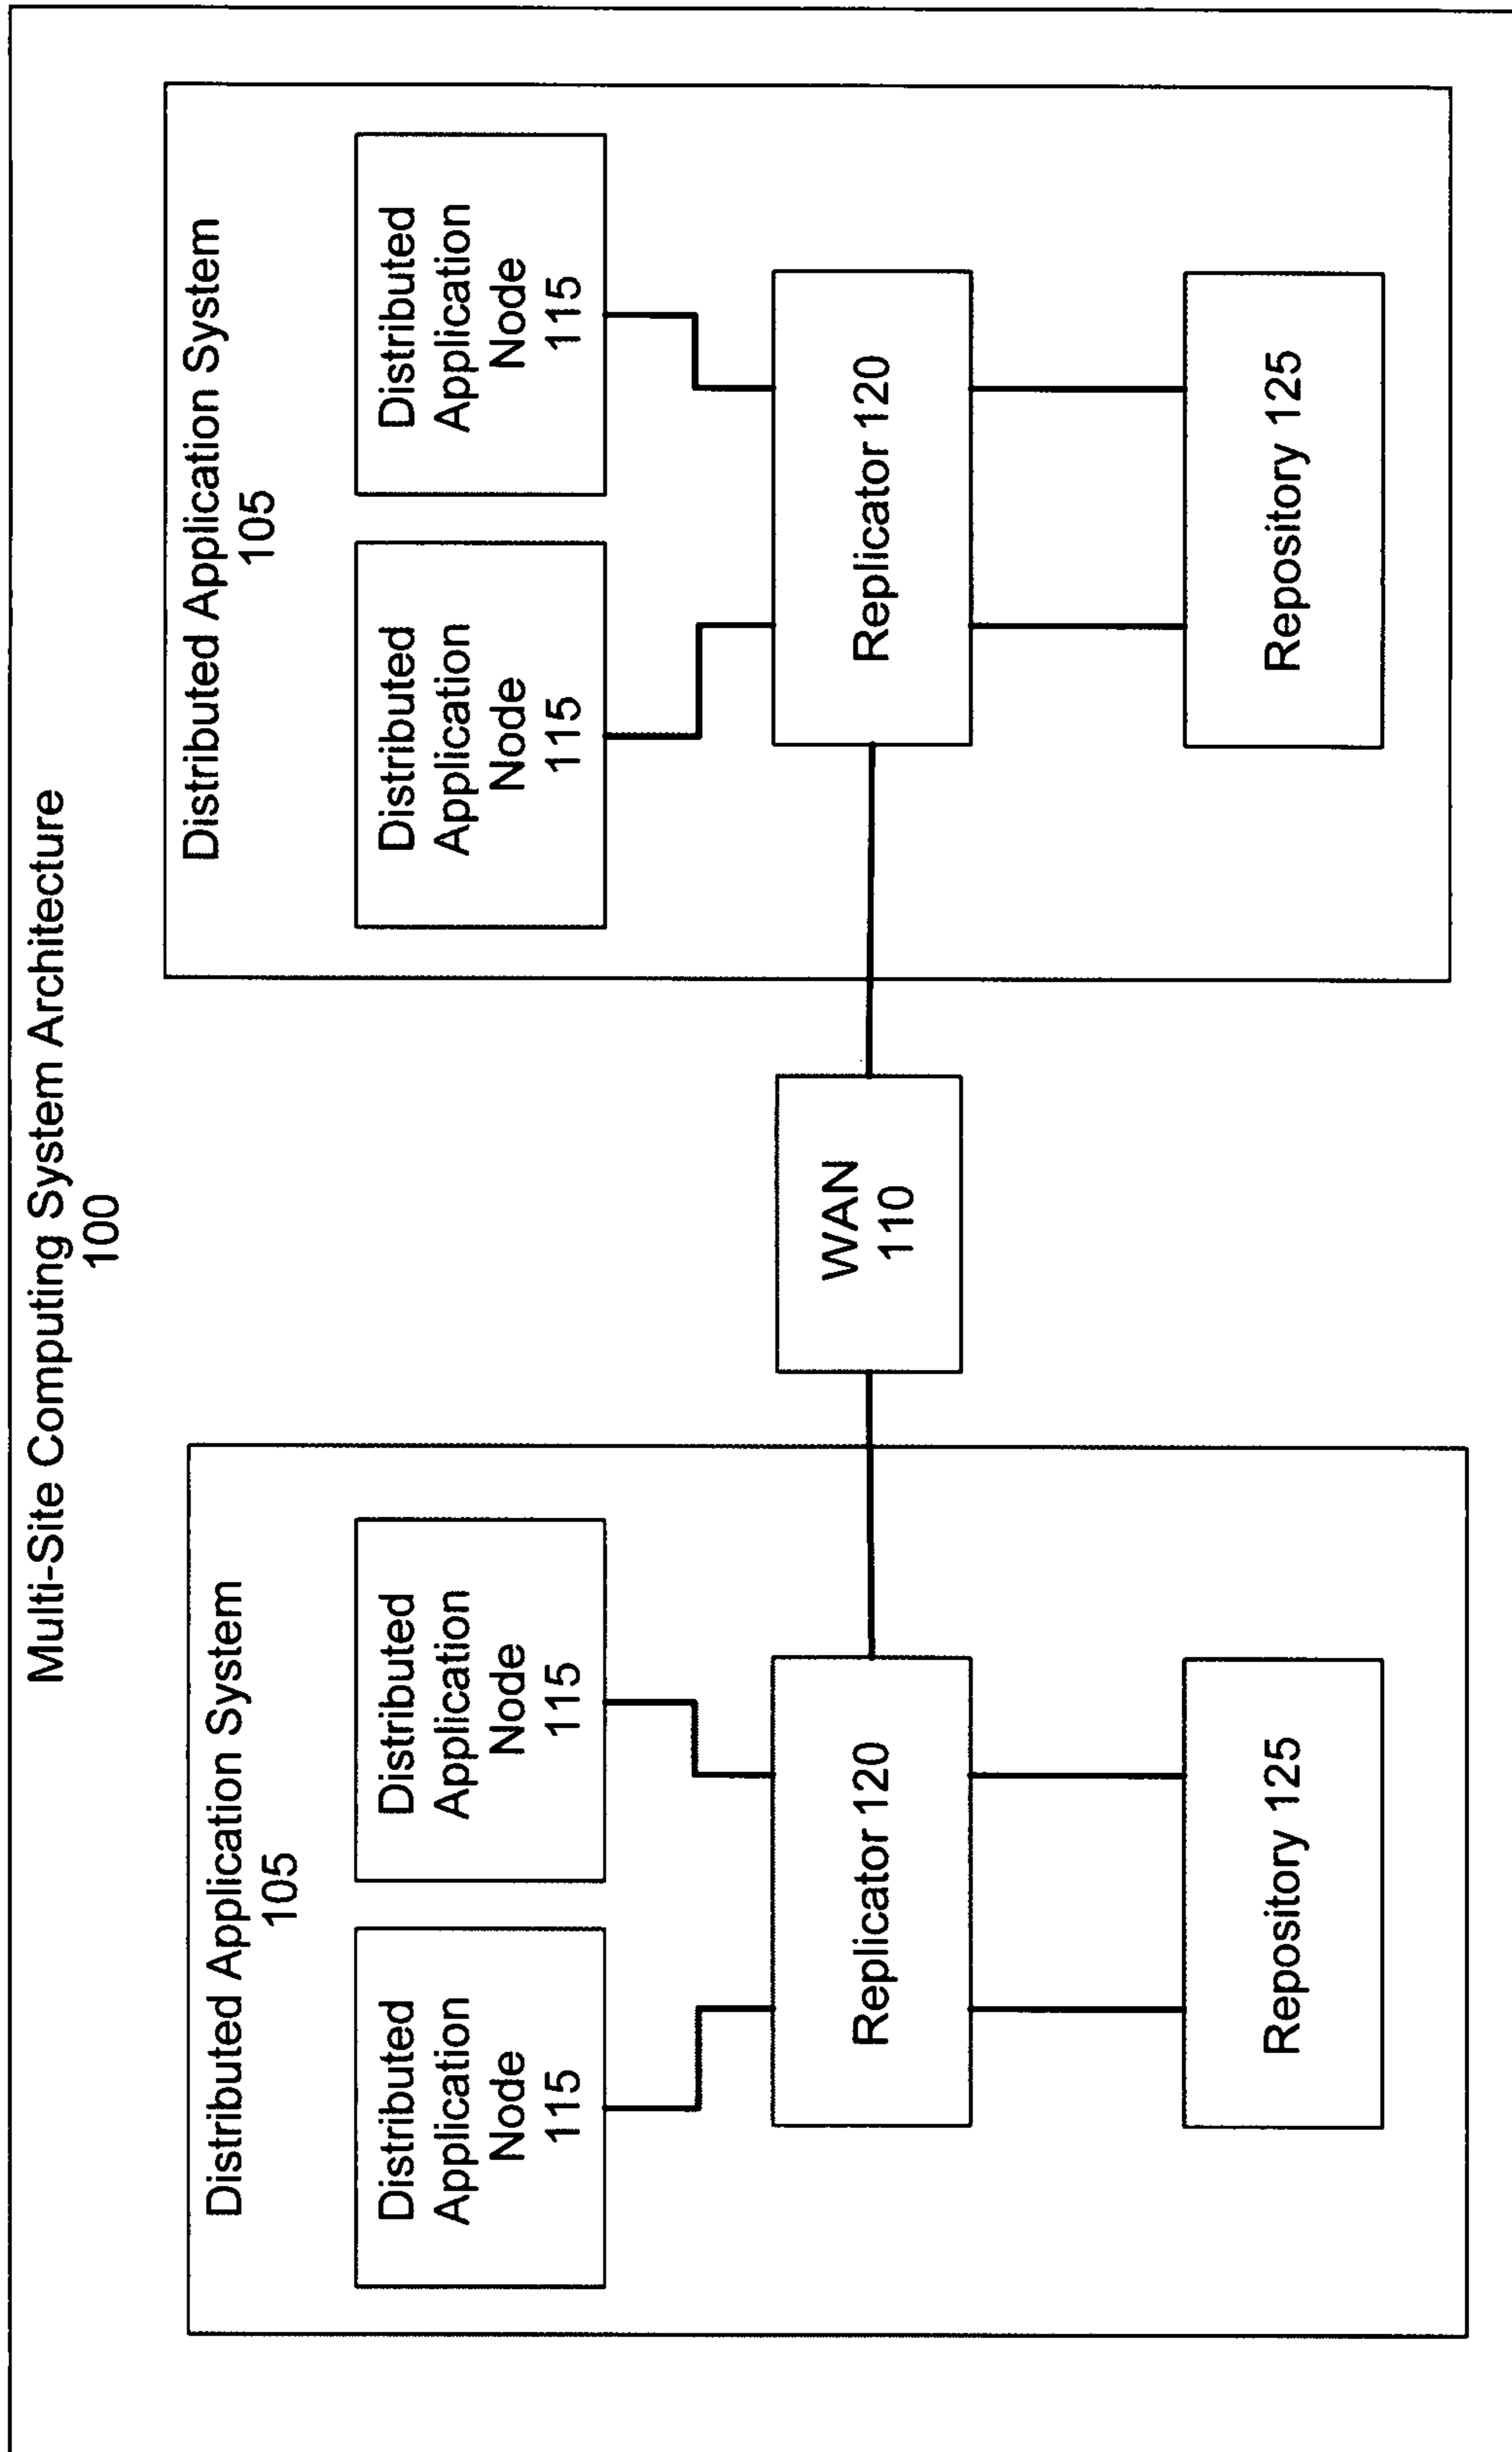 Multi-Site Computing System Architecture
100
Distributed Application System
105
Distributed
Application
Node
115
Distributed
Application
Node
115
Replicator 120
Repository 125
WAN
110
Distributed Application System
105
Distributed
Application
Node
115
Distributed
Application
Node
115
Replicator 120
Repository 125